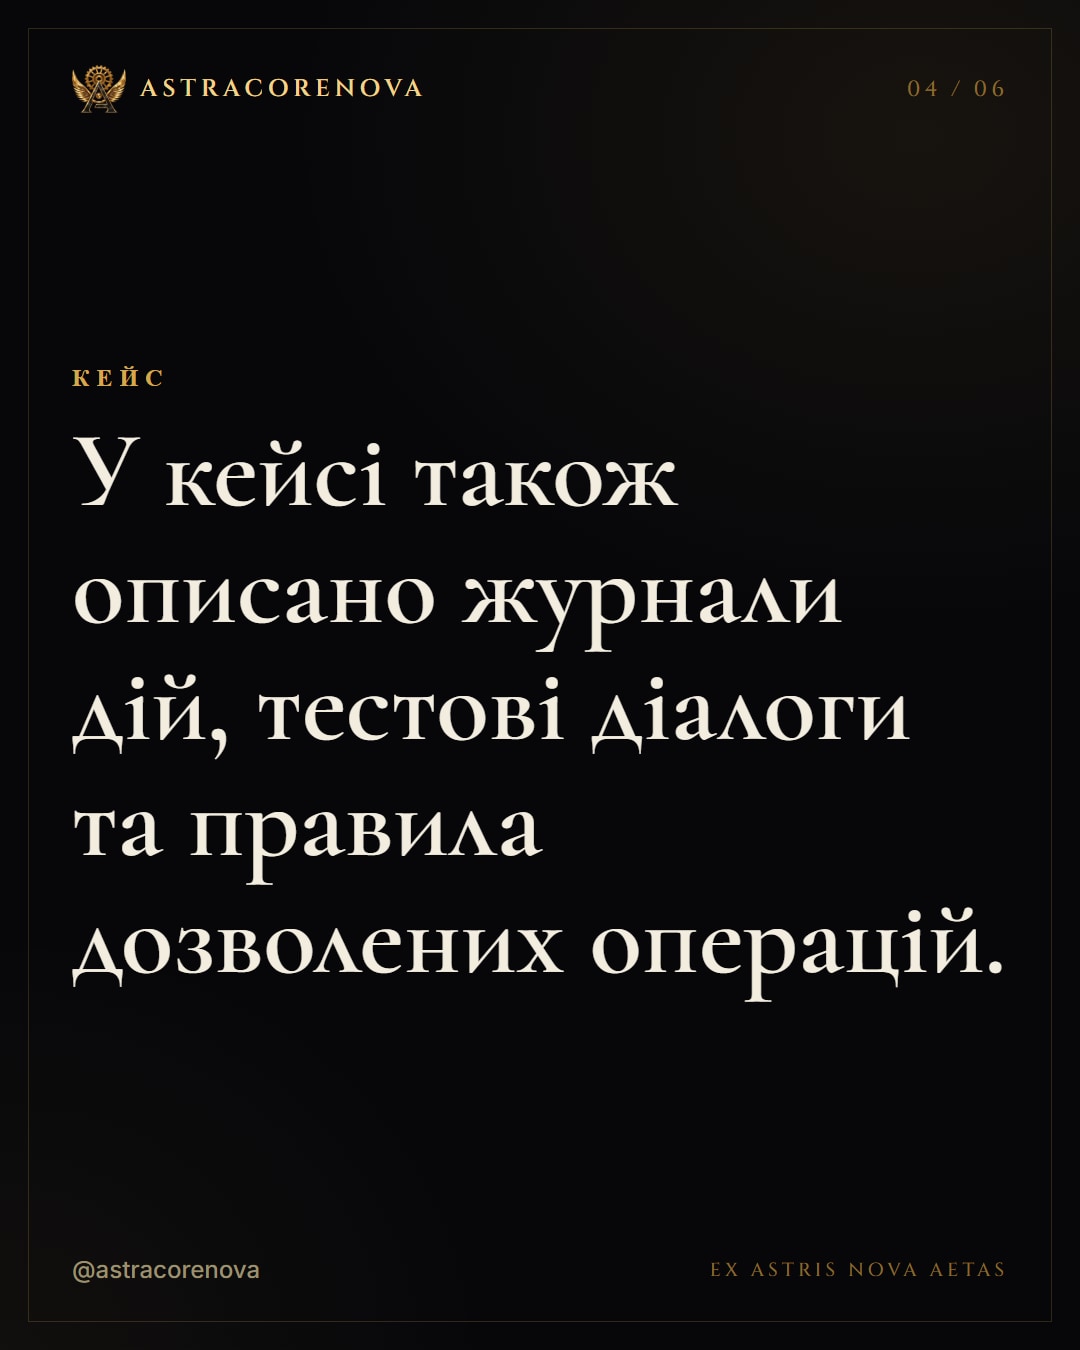 ASTRACORENOVA
04 / 06
КЕЙС
У кейсі також
описано журнали
дій, тестові діалоги
та правила
дозволених операцій.
@astracorenova
EX ASTRIS NOVA AETAS